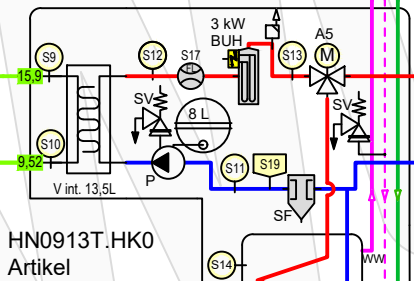 3 kW
BUH
A5
M
S9
S12
S17
FL
S13
15,9
SV
8 L
SV
S10
9,52
P
S11
S19
V int. 13,5L
SF
HN0913T.HK0
Artikel
S14
WW